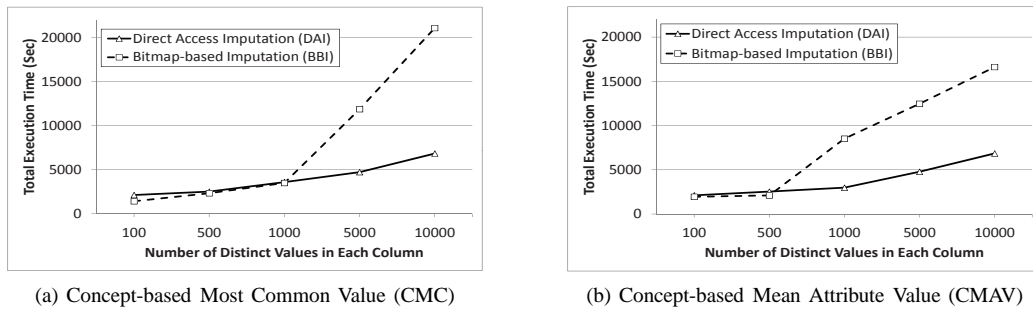 Total Execution Time (Sec)
20000
15000
10000
5000
0
Direct Access Imputation (DAI)
Bitmap-based Imputation (BBI)
100 500 1000 5000 10000
Number of Distinct Values in Each Column
(a) Concept-based Most Common Value (CMC)
Total Execution Time (Sec)
20000
15000
10000
5000
0
Direct Access Imputation (DAI)
Bitmap-based Imputation (BBI)
100 500 1000 5000 10000
Number of Distinct Values in Each Column
(b) Concept-based Mean Attribute Value (CMAV)